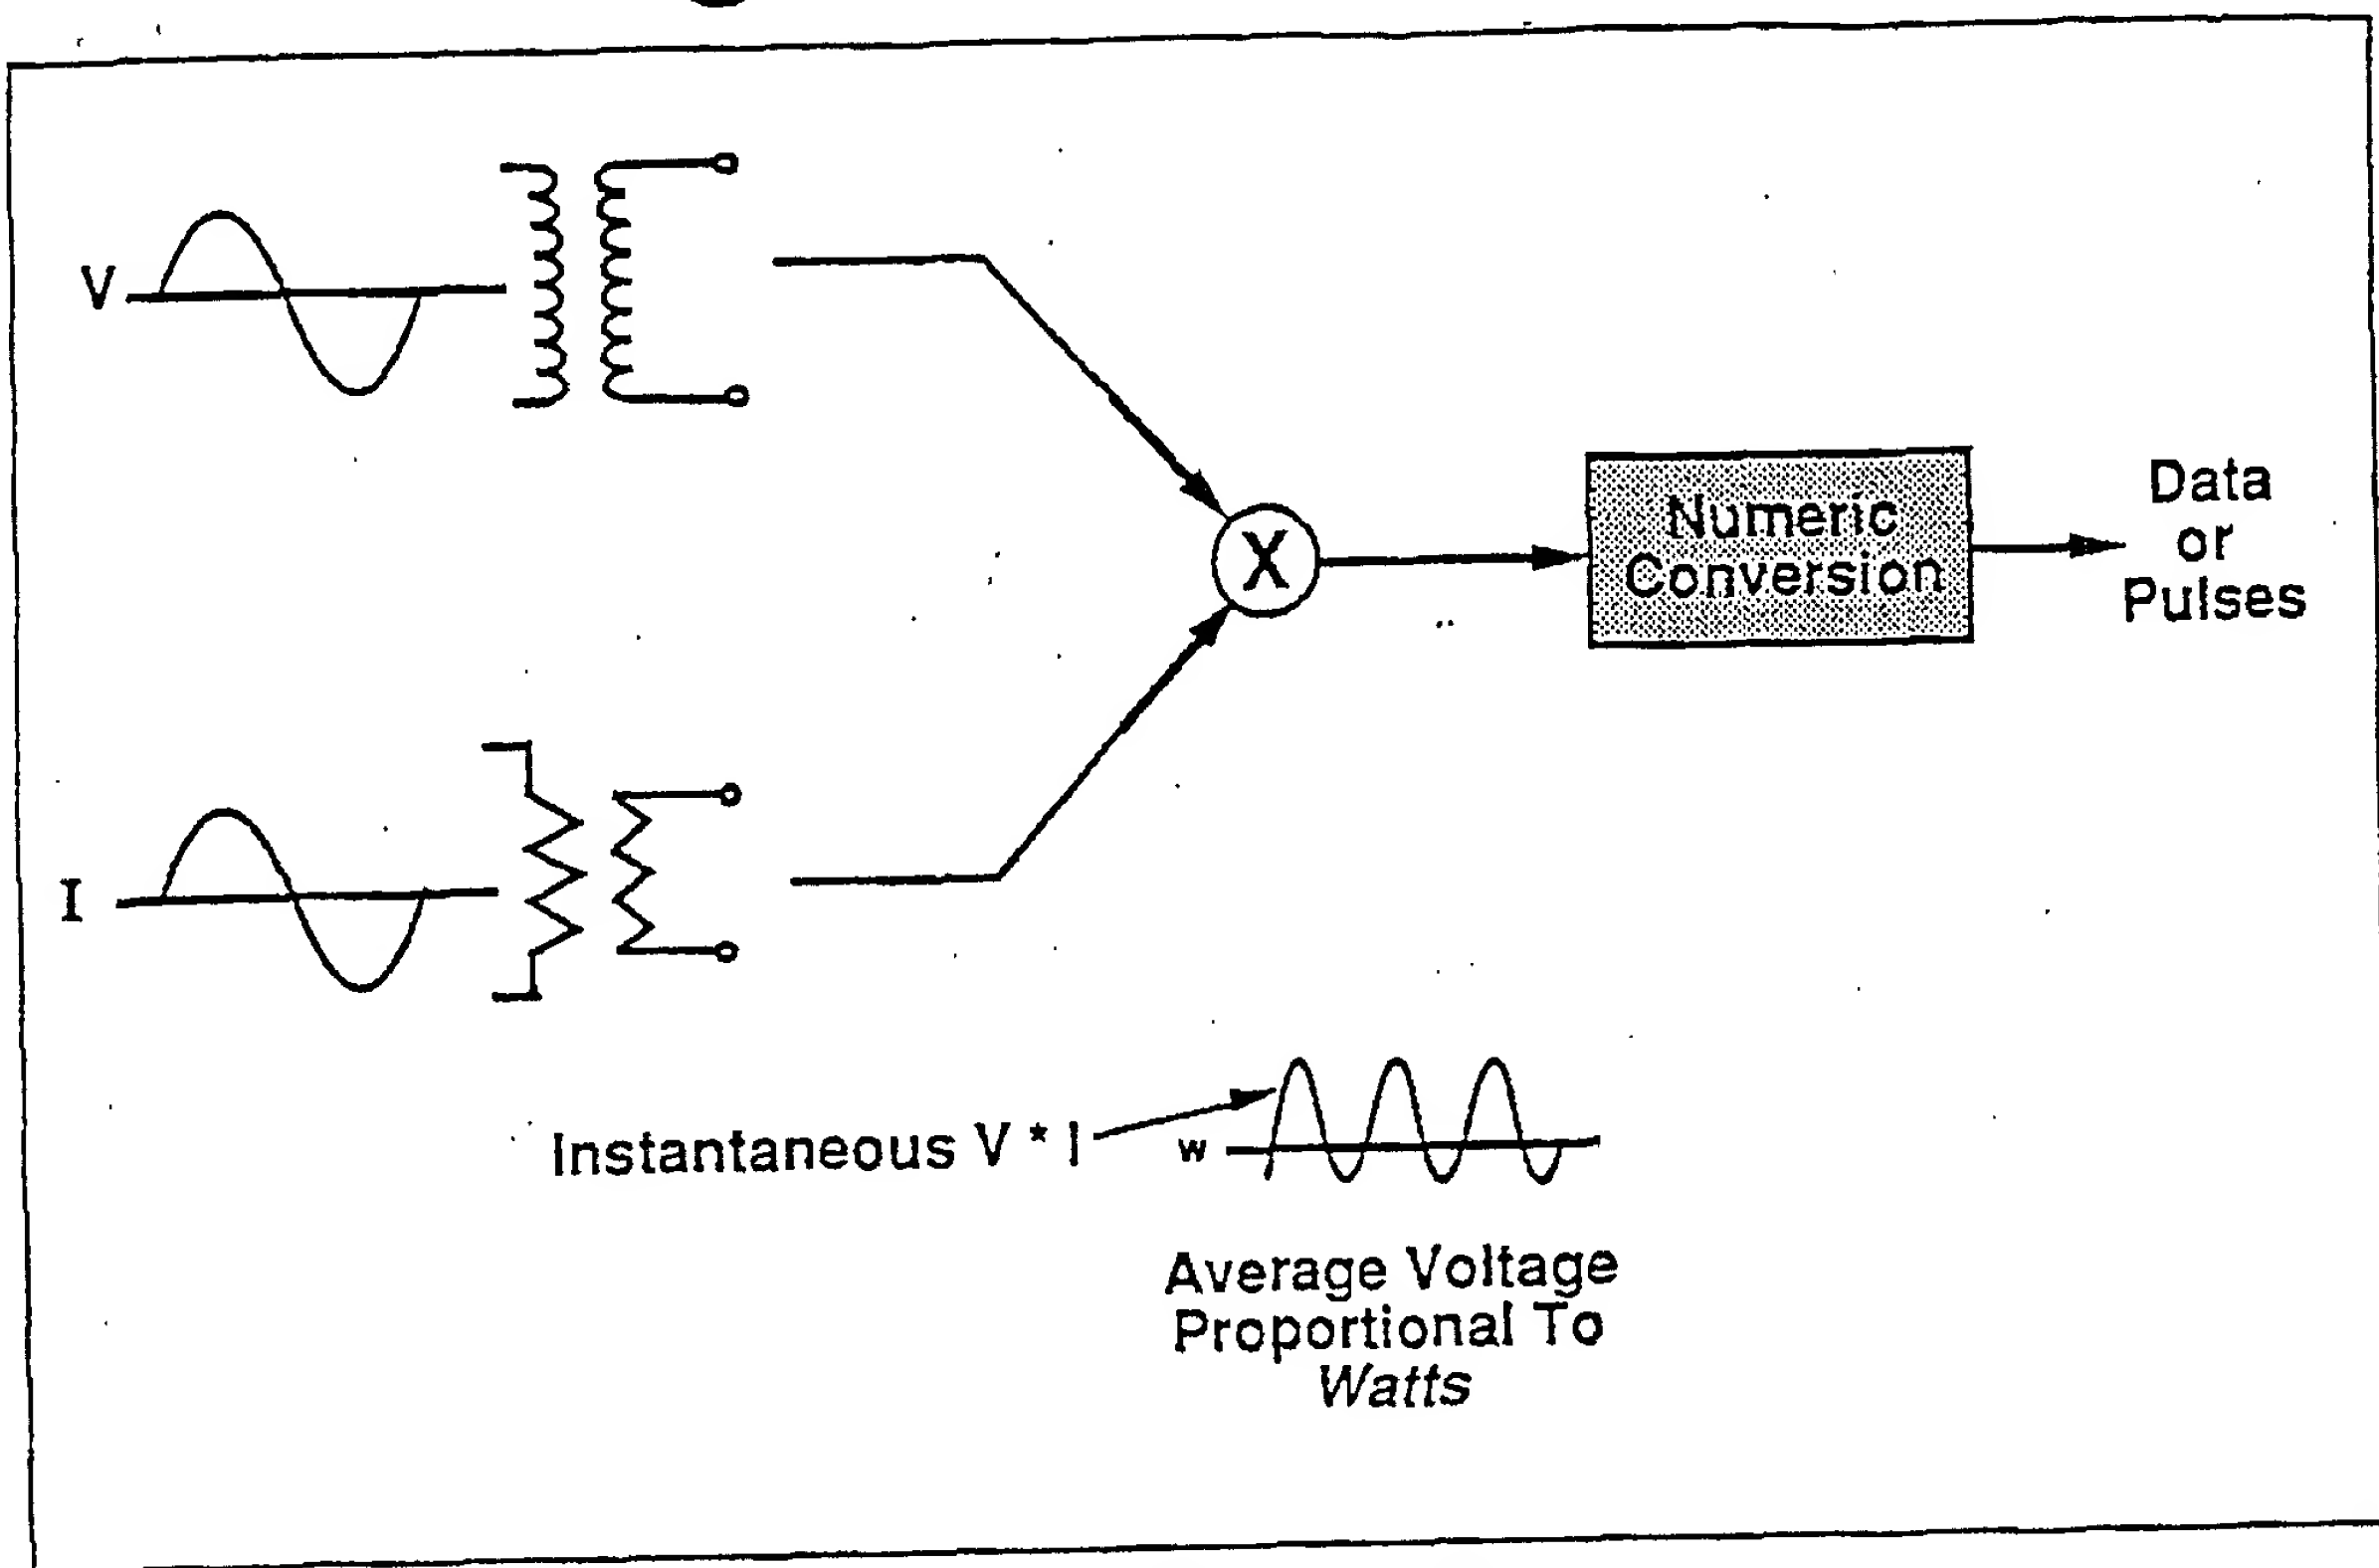 V
X
Numeric
Conversion
Data
or
Pulses
I
Instantaneous V * I
w
Average Voltage
Proportional To
Watts